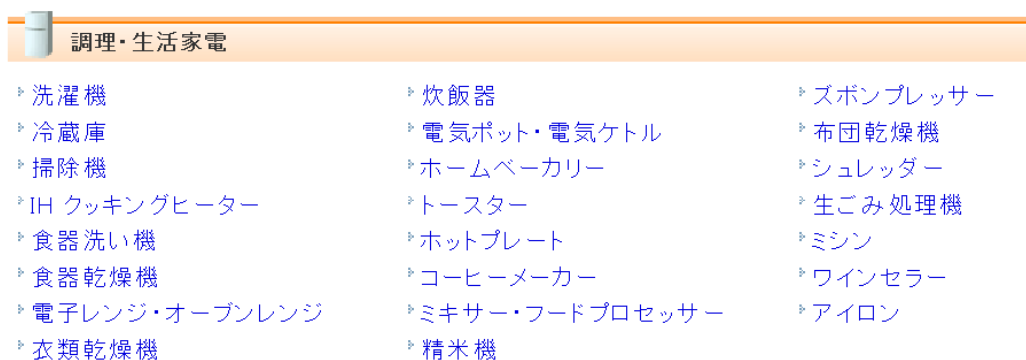 調理・生活家電
洗濯機
冷蔵庫
掃除機
IH クッキングヒーター
食器洗い機
食器乾燥機
電子レンジ・オーブンレンジ
衣類乾燥機
炊飯器
電気ポット・電気ケトル
ホームベーカリー
トースター
ホットプレート
コーヒーメーカー
ミキサー・フードプロセッサー
精米機
ズボンプレッサー
布団乾燥機
シュレッダー
生ごみ処理機
ミシン
ワインセラー
アイロン